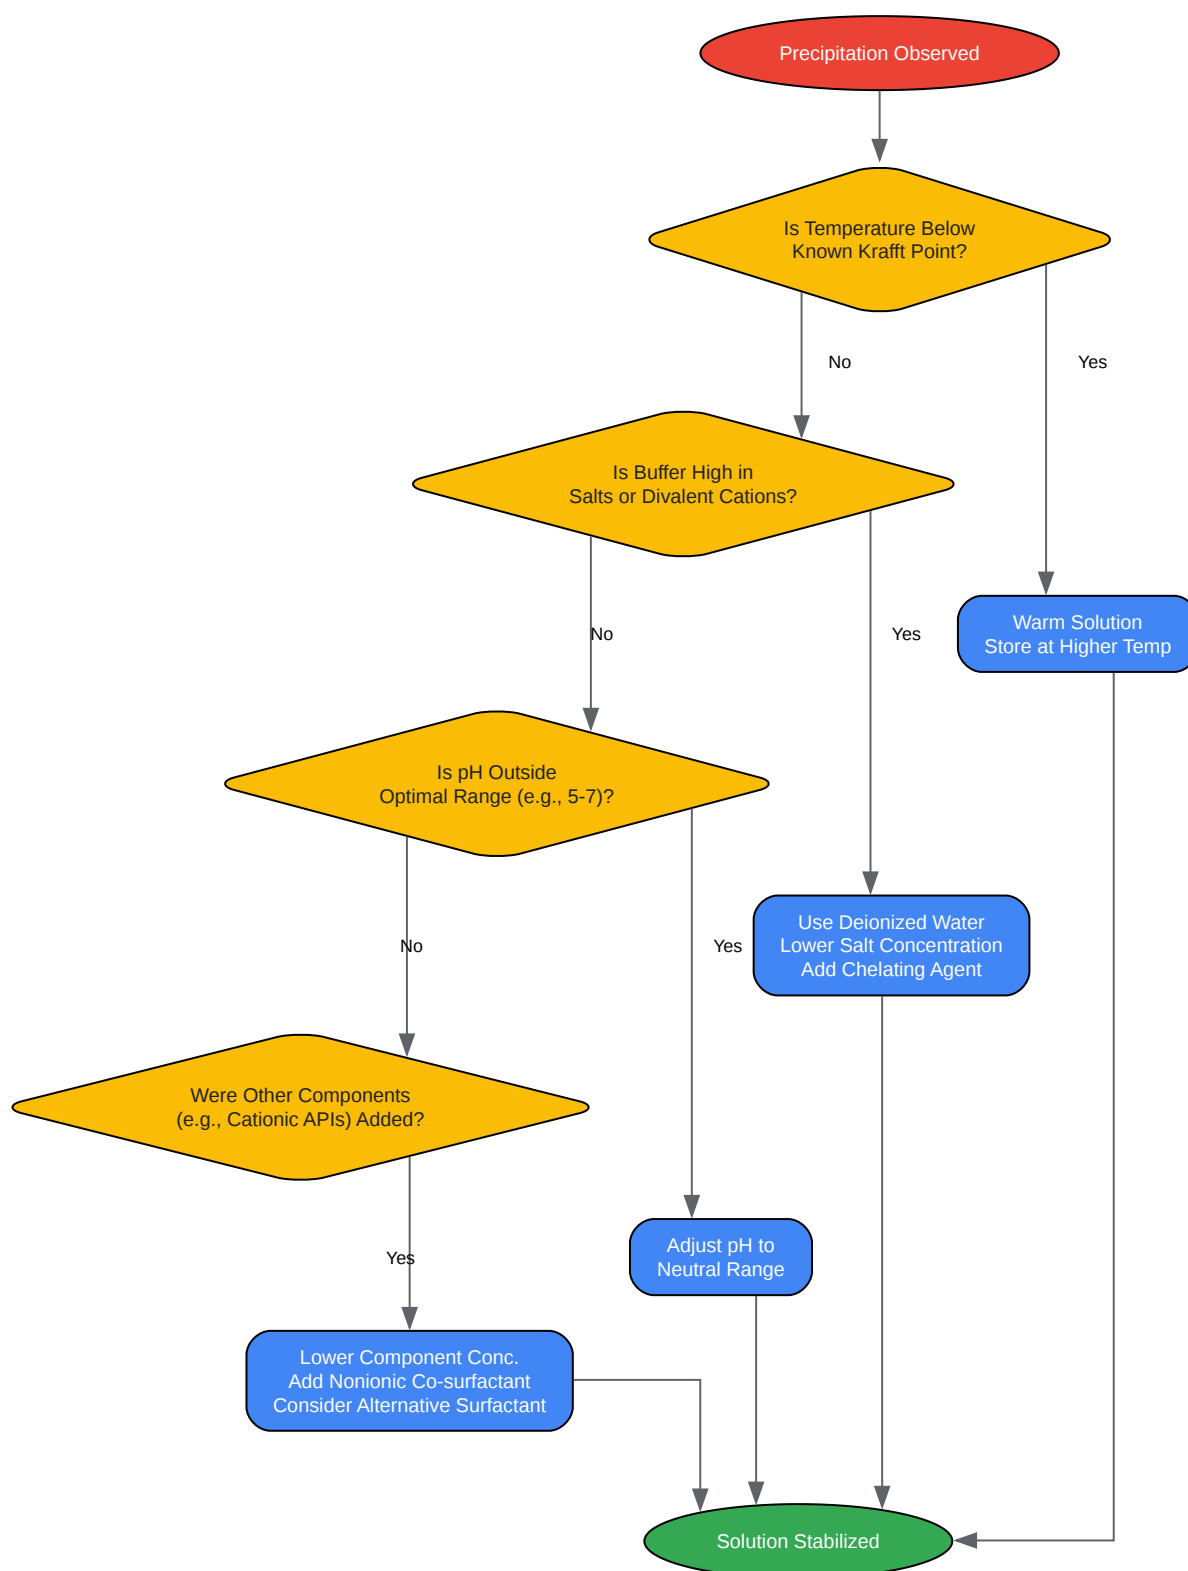 Precipitation Observed
Is Temperature Below
Known Krafft Point?
No
Yes
Is Buffer High in
Salts or Divalent Cations?
No
Yes
Warm Solution
Store at Higher Temp
Is pH Outside
Optimal Range (e.g., 5-7)?
No
Yes
Use Deionized Water
Lower Salt Concentration
Add Chelating Agent
Were Other Components
(e.g., Cationic APIs) Added?
Yes
Adjust pH to
Neutral Range
Lower Component Conc.
Add Nonionic Co-surfactant
Consider Alternative Surfactant
Solution Stabilized